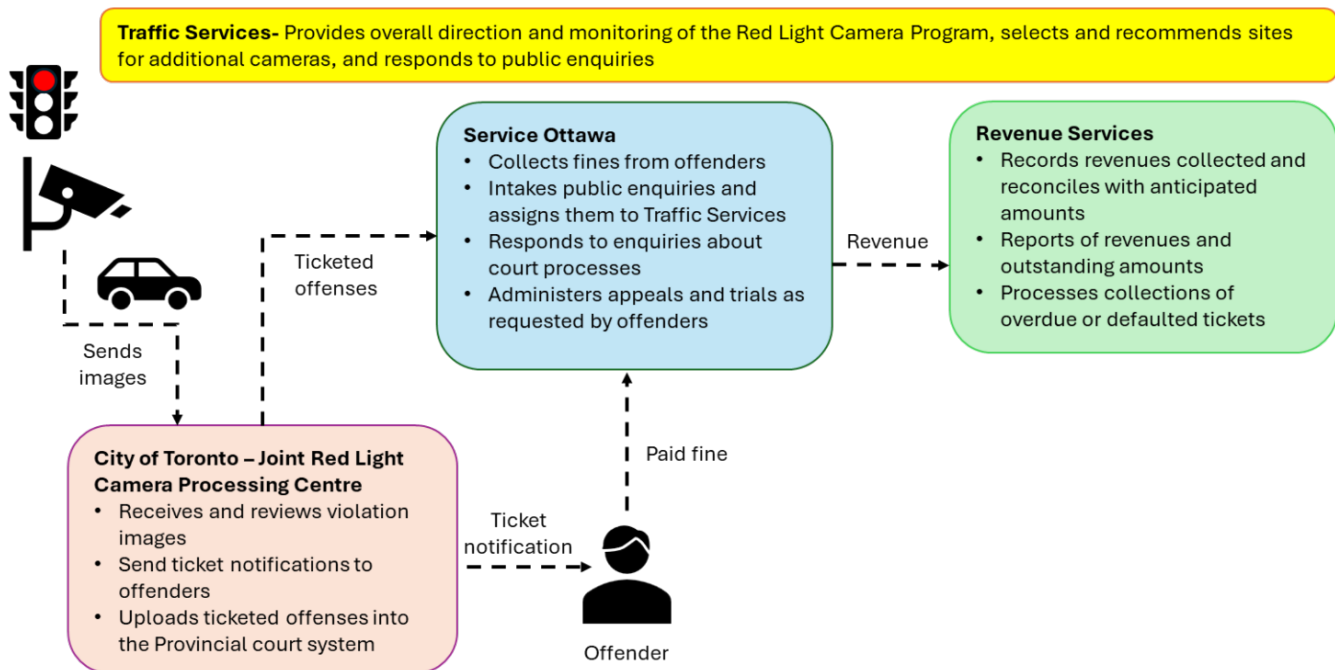 Traffic Services- Provides overall direction and monitoring of the Red Light Camera Program, selects and recommends sites
for additional cameras, and responds to public enquiries
Service Ottawa
• Collects fines from offenders
• Intakes public enquiries and
assigns them to Traffic Services
• Responds to enquiries about
court processes
• Administers appeals and trials as
requested by offenders
Revenue Services
• Records revenues collected and
reconciles with anticipated
amounts
• Reports of revenues and
outstanding amounts
• Processes collections of
overdue or defaulted tickets
Revenue
Ticketed
offenses
Sends
images
City of Toronto – Joint Red Light
Camera Processing Centre
• Receives and reviews violation
images
• Send ticket notifications to
offenders
• Uploads ticketed offenses into
the Provincial court system
Ticket
notification
Paid fine
Offender